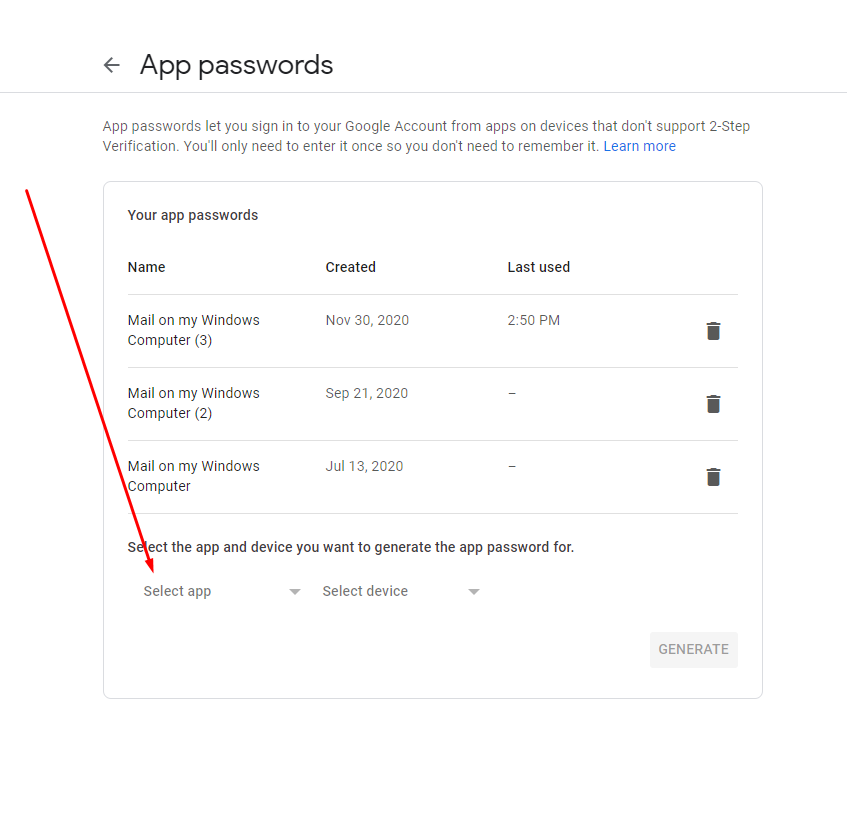 App passwords
App passwords let you sign in to your Google Account from apps on devices that don't support 2-Step
Verification. You'll only need to enter it once so you don't need to remember it. Learn more
Your app passwords
Name Created Last used
Mail on my Windows Nov 30, 2020 2:50 PM
Computer (3)
Mail on my Windows Sep 21, 2020 –
Computer (2)
Mail on my Windows Jul 13, 2020 –
Computer
Select the app and device you want to generate the app password for.
Select app Select device
GENERATE